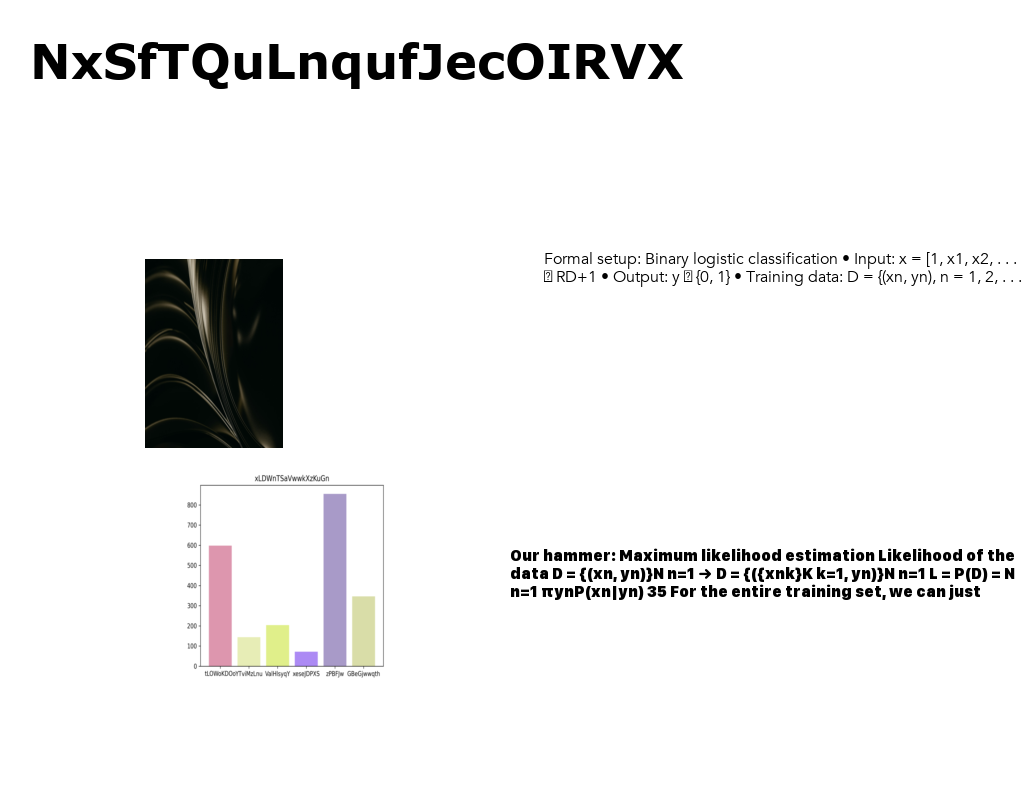 NxSfTQuLnqufJecOIRVX
Formal setup: Binary logistic classification • Input: x = [1, x1, x2, . . .
RD+1 • Output: y {0, 1} • Training data: D = {(xn, yn), n = 1, 2, . . .
xLDWnTSaVwwkXzKuGn
800
700
600
500
400
300
200
100
0
ValHIsyqY xesejDPXS zPBFjw GBeGjwwqth
Our hammer: Maximum likelihood estimation Likelihood of the
data D = {(xn, yn)}N n=1 → D = {({xnk}K k=1, yn)}N n=1 L = P(D) = N
n=1 πynP(xn|yn) 35 For the entire training set, we can just